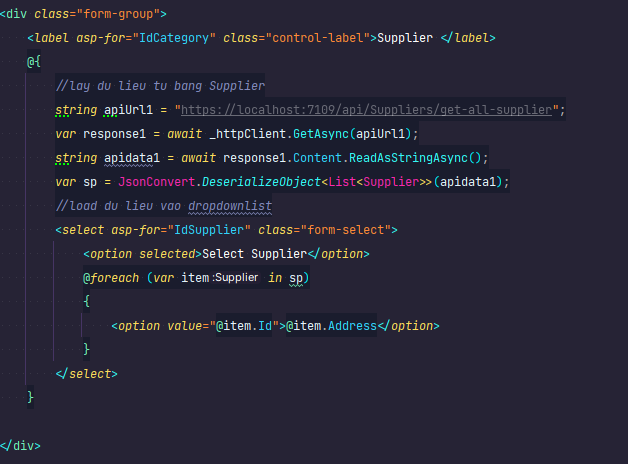 <div class="form-group">
<label asp-for="IdCategory" class="control-label">Supplier </label>
@{
//lay du lieu tu bang Supplier
string apiUrl1 = "https://localhost:7109/api/Suppliers/get-all-supplier";
var response1 = await _httpClient.GetAsync(apiUrl1);
string apidata1 = await response1.Content.ReadAsStringAsync();
var sp = JsonConvert.DeserializeObject<List<Supplier>>(apidata1);
//load du lieu vao dropdownlist
<select asp-for="IdSupplier" class="form-select">
<option selected>Select Supplier</option>
@foreach (var item:Supplier in sp)
{
<option value="@item.Id">@item.Address</option>
}
</select>
}
</div>